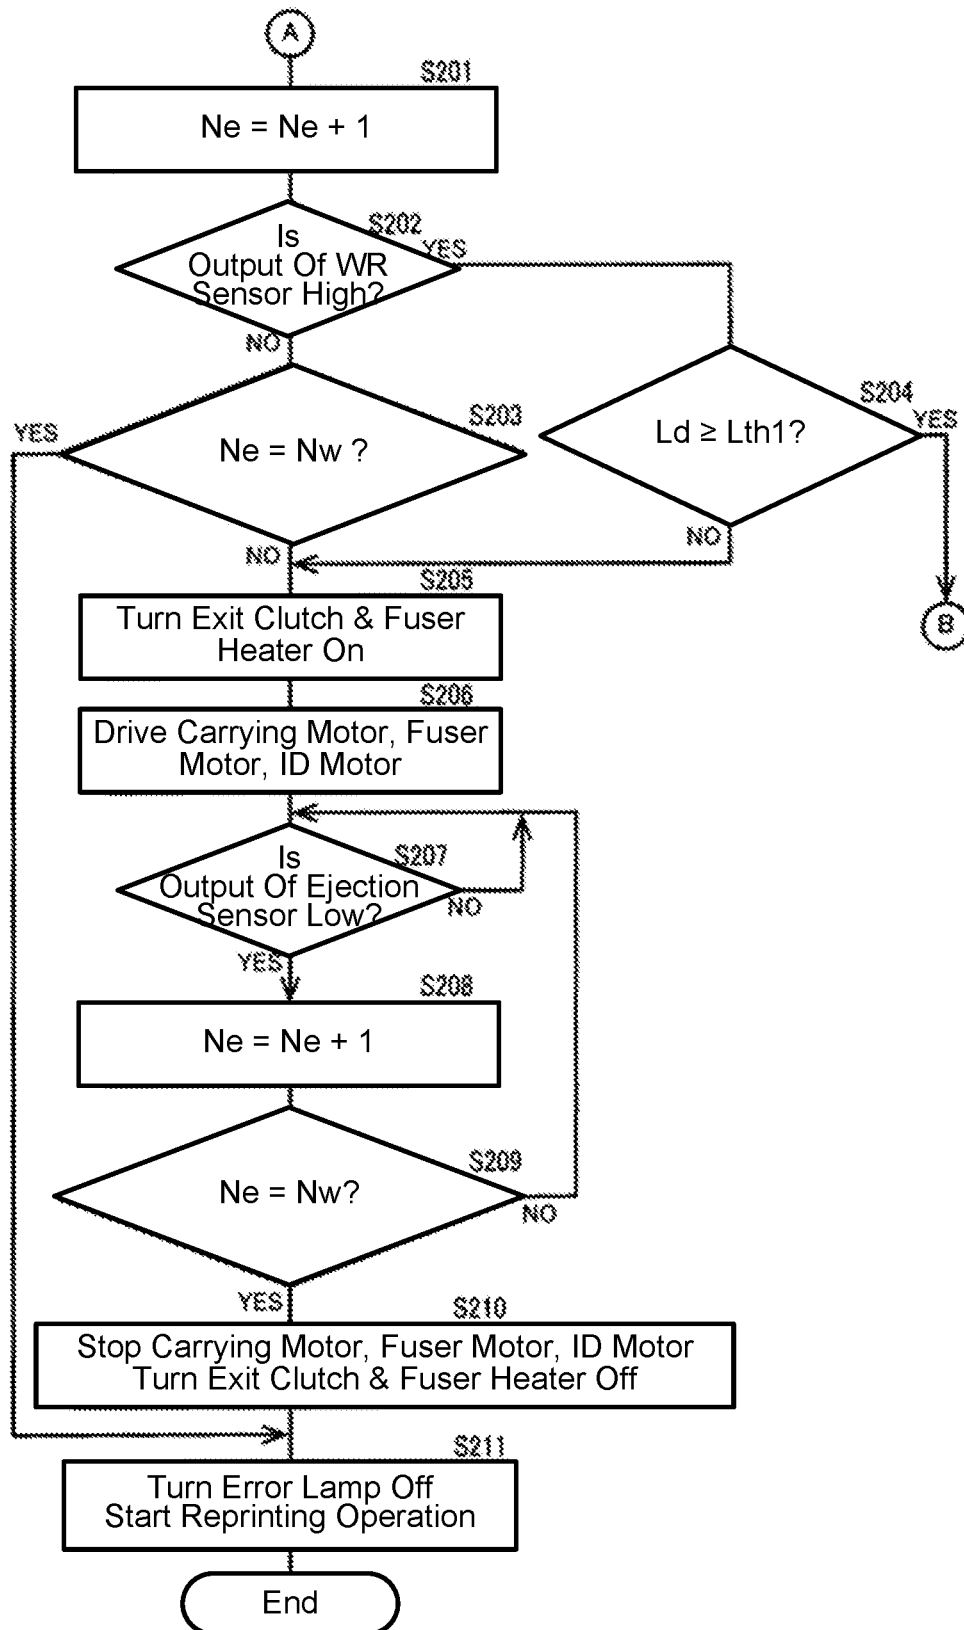 A
S201
Ne = Ne + 1
S202
Is
Output Of WR
Sensor High?
YES
NO
S203
YES
Ne = Nw ?
S204
YES
Ld ≥ Lth1?
NO
NO
S205
B
Turn Exit Clutch & Fuser
Heater On
S206
Drive Carrying Motor, Fuser
Motor, ID Motor
Is
S207
Output Of Ejection
Sensor Low?
NO
YES
S208
Ne = Ne + 1
S209
Ne = Nw?
NO
YES
S210
Stop Carrying Motor, Fuser Motor, ID Motor
Turn Exit Clutch & Fuser Heater Off
S211
Turn Error Lamp Off
Start Reprinting Operation
End